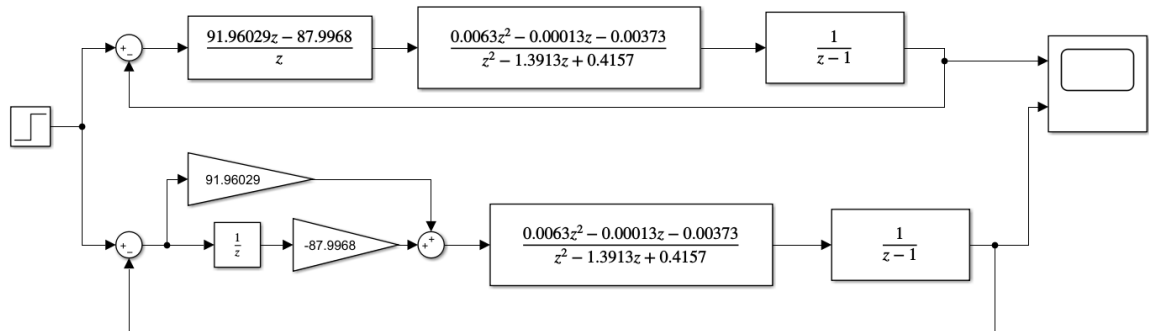 91.96029z − 87.9968
z
0.0063z² − 0.00013z − 0.00373
z² − 1.3913z + 0.4157
1
z − 1
+
−
91.96029
+
−
1
z
-87.9968
+
+
0.0063z² − 0.00013z − 0.00373
z² − 1.3913z + 0.4157
1
z − 1